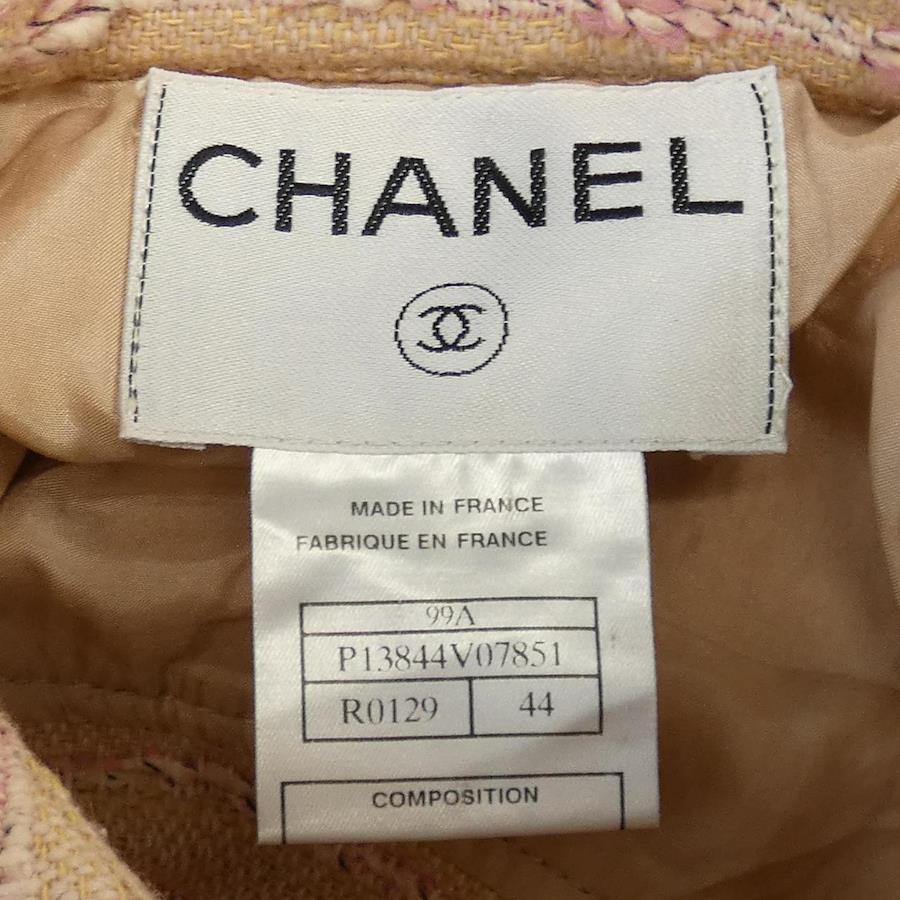 CHANEL
MADE IN FRANCE
FABRIQUE EN FRANCE
99A
P13844V07851
R0129 44
COMPOSITION